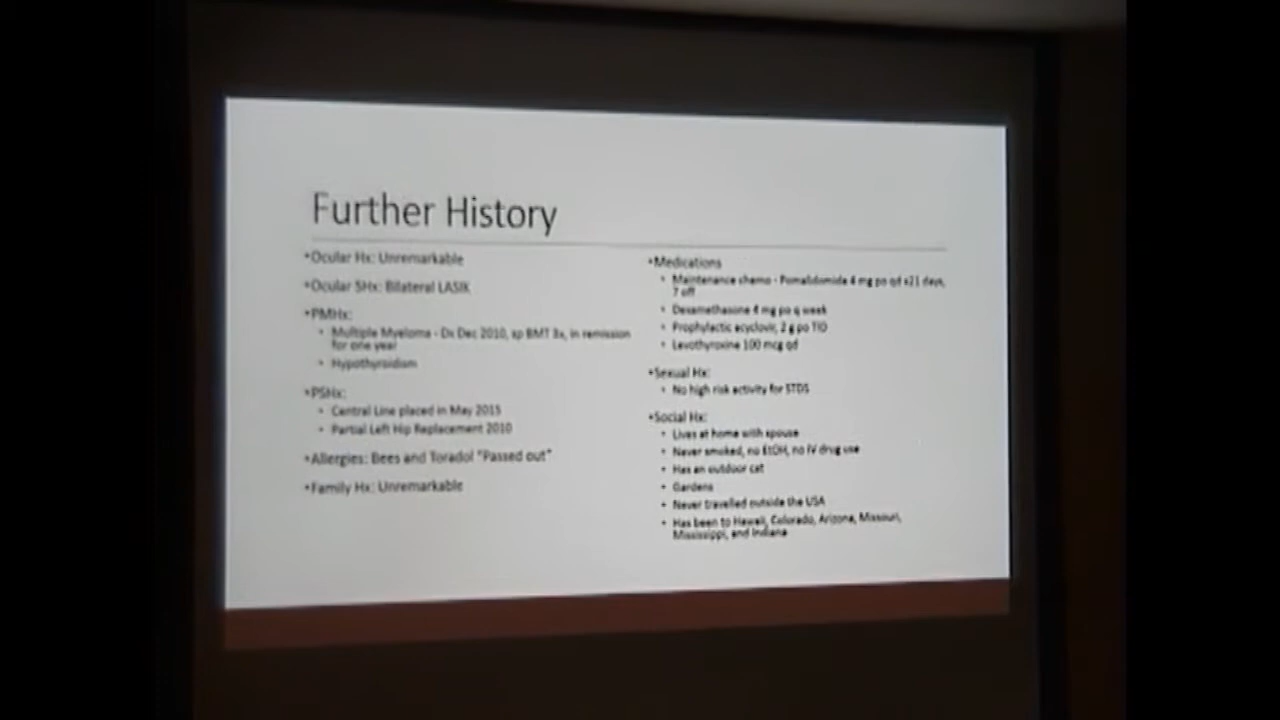 Further History
•Ocular Hx: Unremarkable
•Ocular SHx: Bilateral LASIK
•PMHx:
• Multiple Myeloma - Dx Dec 2010, sp BMT 3x, in remission
for one year
• Hypothyroidism
•PSHx:
• Central Line placed in May 2015
• Partial Left Hip Replacement 2010
•Allergies: Bees and Toradol "Passed out"
•Family Hx: Unremarkable
•Medications
• Maintenance chemo - Pomalidomide 4 mg po qd x21 days,
7 off
• Dexamethasone 4 mg po q week
• Prophylactic acyclovir, 2 g po TID
• Levothyroxine 100 mcg qd
•Sexual Hx:
• No high risk activity for STDS
•Social Hx:
• Lives at home with spouse
• Never smoked, no EtOH, no IV drug use
• Has an outdoor cat
• Gardens
• Never travelled outside the USA
• Has been to Hawaii, Colorado, Arizona, Missouri,
Mississippi, and Indiana